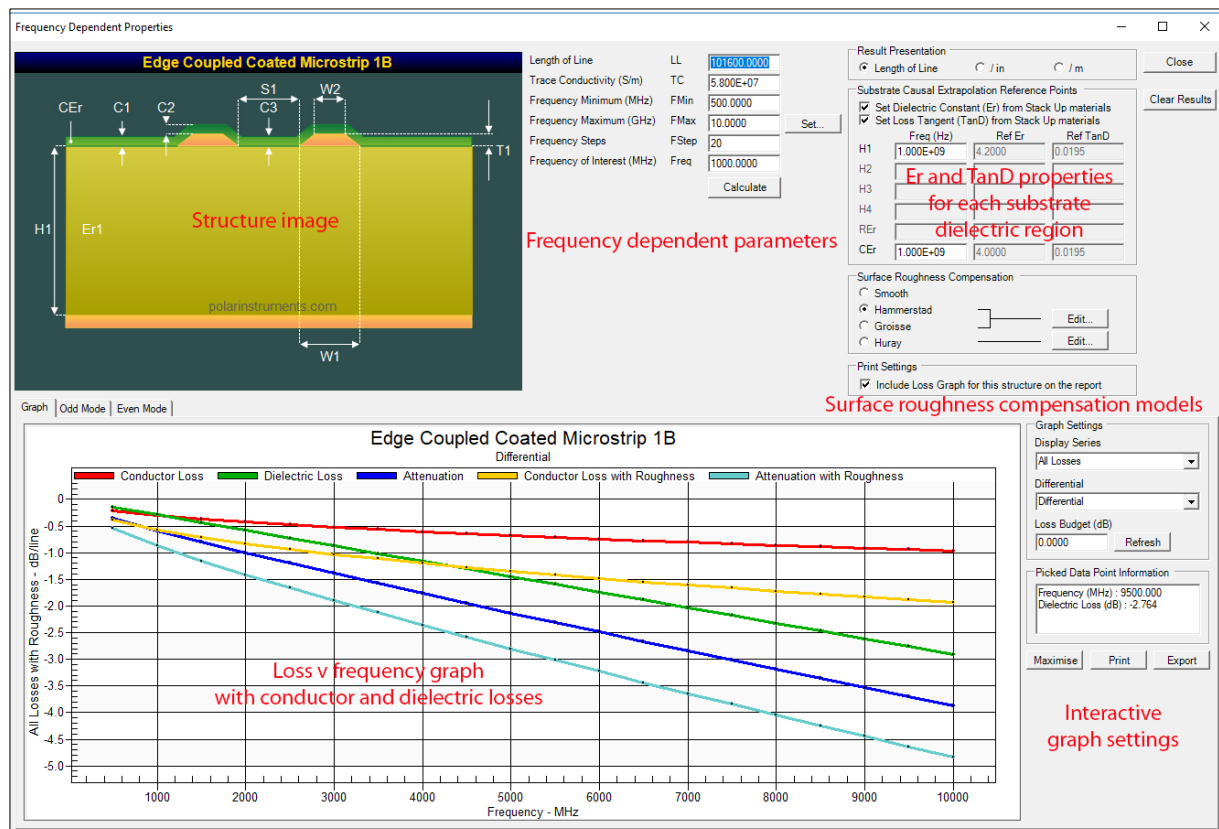 Frequency Dependent Properties
Edge Coupled Coated Microstrip 1B
S1
W2
CEr
C1
C2
C3
T1
H1
Er1
Structure image
polarinstruments.com
W1
Length of Line LL 101600.0000
Trace Conductivity (S/m) TC 5.800E+07
Frequency Minimum (MHz) FMin 500.0000
Frequency Maximum (GHz) FMax 10.0000 Set...
Frequency Steps FStep 20
Frequency of Interest (MHz) Freq 1000.0000
Calculate
Frequency dependent parameters
Result Presentation
Length of Line / in / m
Close
Clear Results
Substrate Causal Extrapolation Reference Points
Set Dielectric Constant (Er) from Stack Up materials
Set Loss Tangent (TanD) from Stack Up materials
Freq (Hz) Ref Er Ref TanD
H1 1.000E+09 4.2000 0.0195
H2
H3
H4
REr
CEr 1.000E+09 4.0000 0.0195
Er and TanD properties
for each substrate
dielectric region
Surface Roughness Compensation
Smooth
Hammerstad
Groisse
Huray
Edit...
Edit...
Print Settings
Include Loss Graph for this structure on the report
Surface roughness compensation models
Graph Odd Mode Even Mode
Edge Coupled Coated Microstrip 1B
Differential
Conductor Loss Dielectric Loss Attenuation Conductor Loss with Roughness Attenuation with Roughness
All Losses with Roughness - dB/line
0
-0.5
-1.0
-1.5
-2.0
-2.5
-3.0
-3.5
-4.0
-4.5
-5.0
Loss v frequency graph
with conductor and dielectric losses
1000 2000 3000 4000 5000 6000 7000 8000 9000 10000
Frequency - MHz
Graph Settings
Display Series
All Losses
Differential
Differential
Loss Budget (dB)
0.0000 Refresh
Picked Data Point Information
Frequency (MHz) : 9500.000
Dielectric Loss (dB) : -2.764
Maximise Print Export
Interactive
graph settings